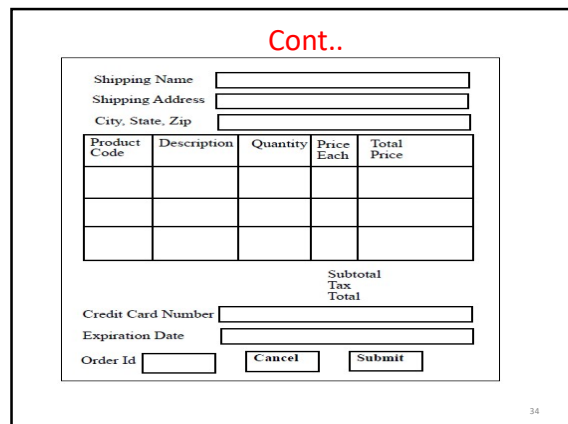 Cont..
Shipping Name
Shipping Address
City, State, Zip
Product Code Description Quantity Price Each Total Price
Subtotal
Tax
Total
Credit Card Number
Expiration Date
Order Id Cancel Submit
34